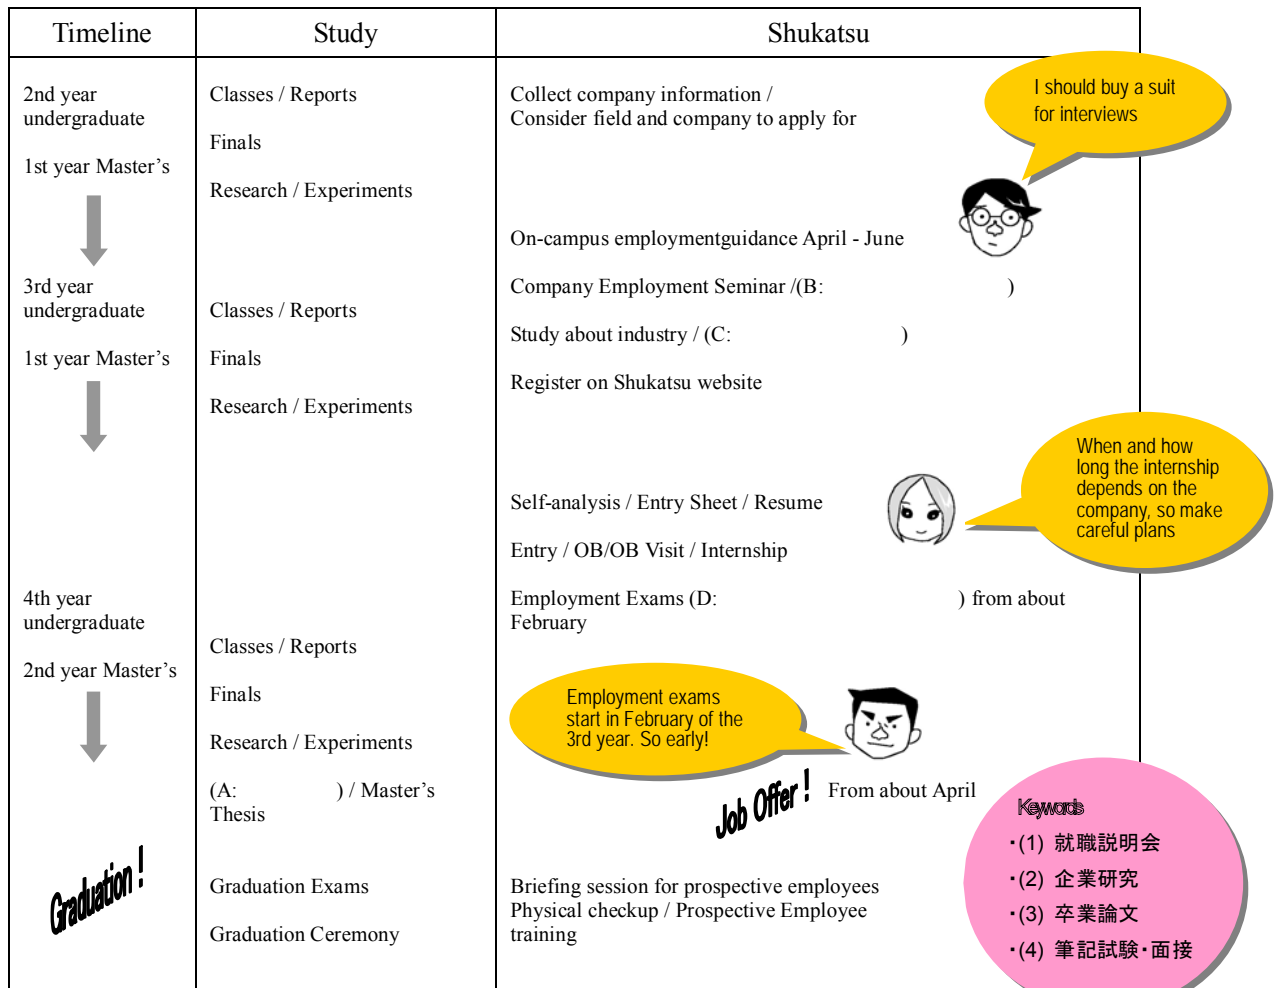 Timeline
Study
Shukatsu
2nd year
undergraduate
1st year Master's
Classes / Reports
Finals
Research / Experiments
Collect company information /
Consider field and company to apply for
I should buy a suit
for interviews
On-campus employmentguidance April - June
3rd year
undergraduate
1st year Master's
Classes / Reports
Finals
Research / Experiments
Company Employment Seminar /(B: )
Study about industry / (C: )
Register on Shukatsu website
When and how
long the internship
depends on the
company, so make
careful plans
Self-analysis / Entry Sheet / Resume
Entry / OB/OB Visit / Internship
4th year
undergraduate
2nd year Master's
Classes / Reports
Finals
Research / Experiments
(A: ) / Master's
Thesis
Employment Exams (D: ) from about
February
Employment exams
start in February of the
3rd year. So early!
Job Offer !
From about April
Graduation !
Graduation Exams
Graduation Ceremony
Briefing session for prospective employees
Physical checkup / Prospective Employee
training
Keywords
・(1) 就職説明会
・(2) 企業研究
・(3) 卒業論文
・(4) 筆記試験・面接